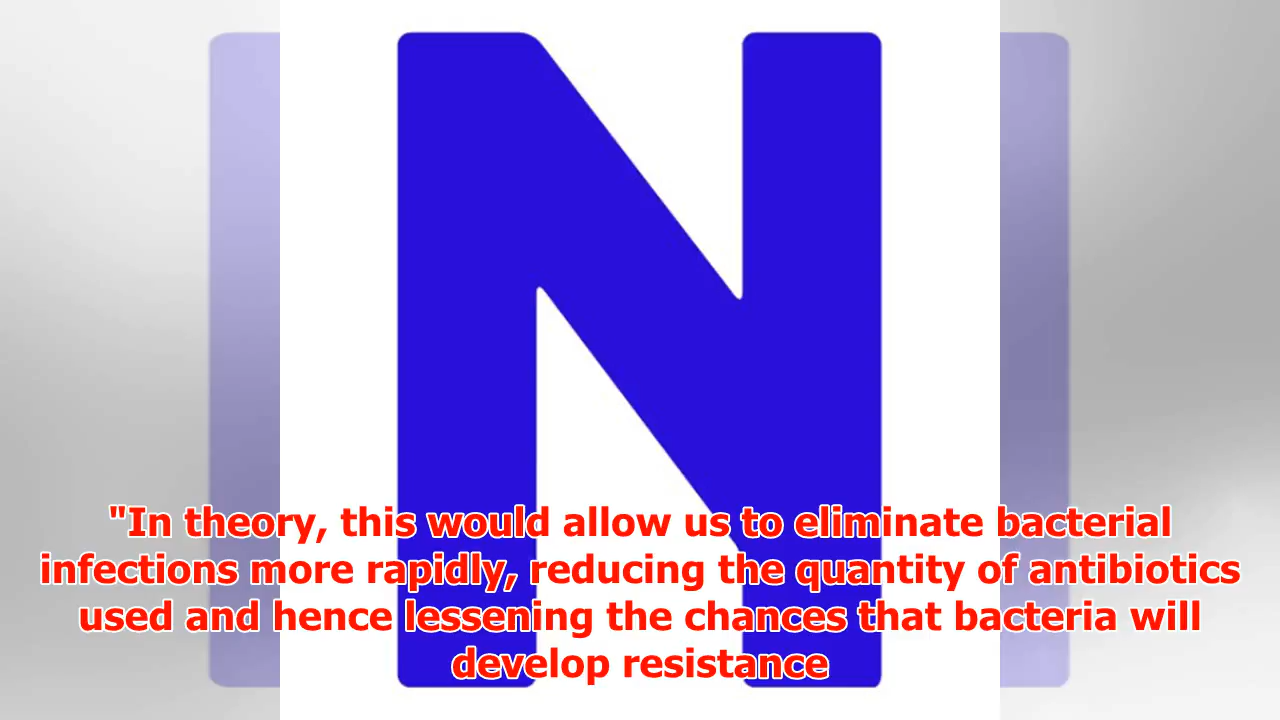 N
"In theory, this would allow us to eliminate bacterial
infections more rapidly, reducing the quantity of antibiotics
used and hence lessening the chances that bacteria will
develop resistance